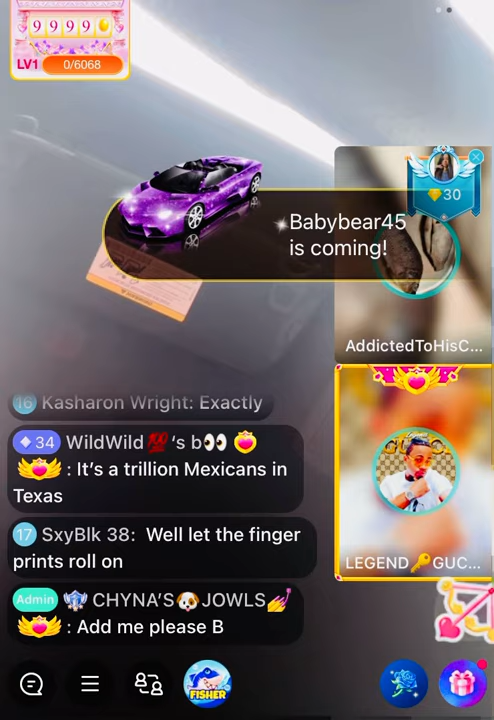 9999
LV1 0/6068
30
Babybear45
is coming!
AddictedToHisC...
16 Kasharon Wright: Exactly
34 WildWild💯‘s b👀
: It’s a trillion Mexicans in
Texas
LEGEND🔑GUC...
17 SxyBlk 38: Well let the finger
prints roll on
Admin CHYNA’S🐶JOWLS💅
: Add me please B
FISHER